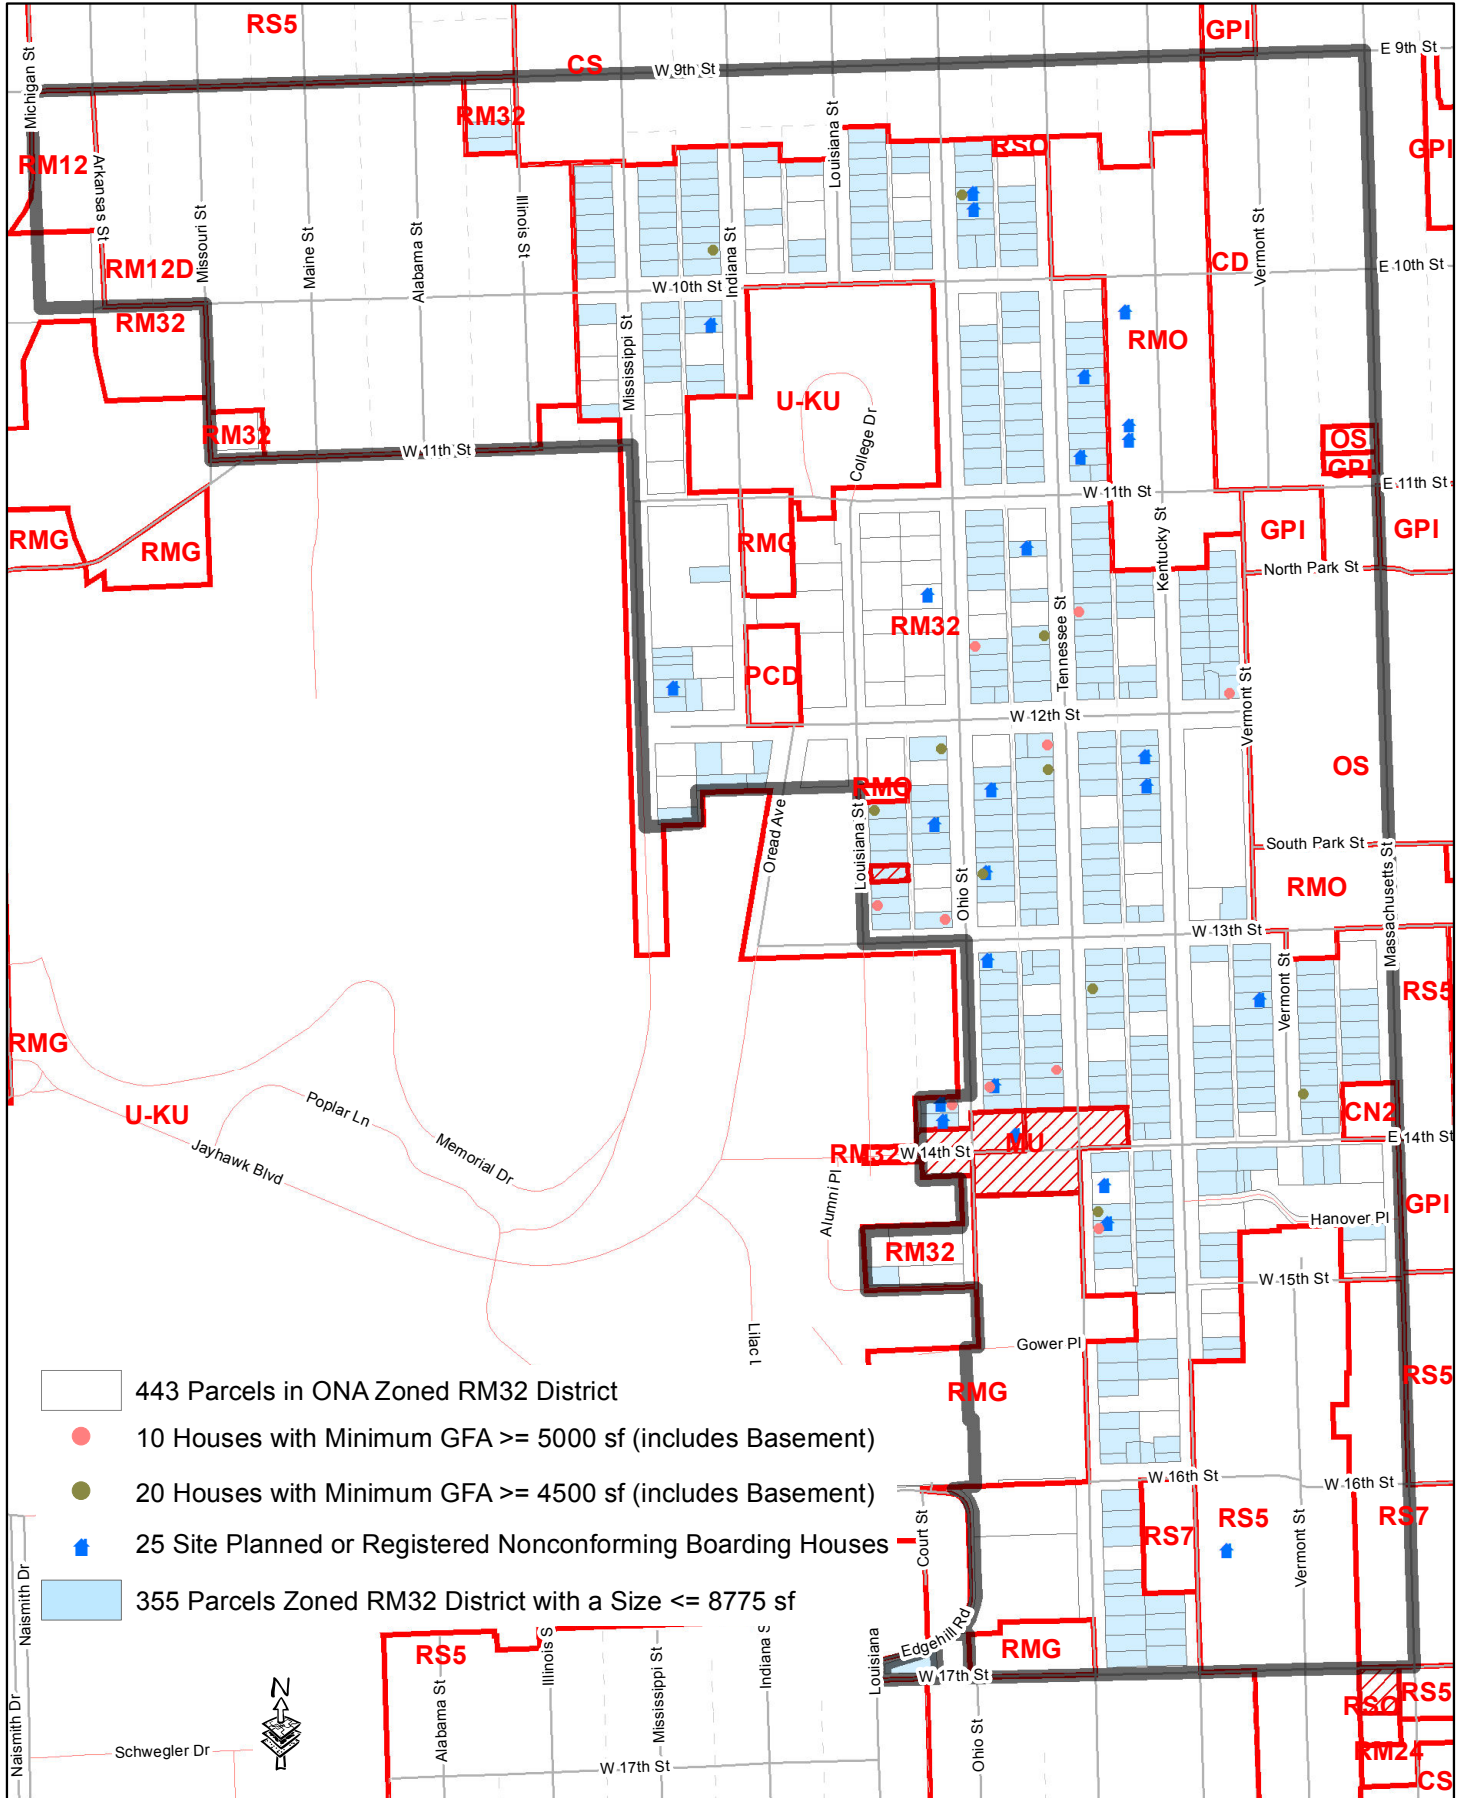 RS5
GPI
CS
W 9th St
E 9th St
Michigan St
RM32
Louisiana St
RSO
GPI
RM12
Arkansas St
Missouri St
Maine St
Alabama St
Illinois St
Indiana St
Vermont St
RM12D
CD
E 10th St
W 10th St
RM32
Mississippi St
RMO
U-KU
College Dr
RM32
OS
W 11th St
GPI
W 11th St
E 11th St
RMG
RMG
RMG
Kentucky St
GPI
GPI
North Park St
RM32
Tennessee St
PCD
Vermont St
W 12th St
OS
RMO
Oread Ave
Louisiana St
Ohio St
South Park St
Massachusetts St
RMO
W 13th St
Vermont St
RS5
RMG
U-KU
Poplar Ln
Memorial Dr
Jayhawk Blvd
CN2
RM32
W 14th St
MU
E 14th St
Alumni Pl
GPI
Hanover Pl
RM32
W 15th St
Lilac L
Gower Pl
RS5
RMG
443 Parcels in ONA Zoned RM32 District
10 Houses with Minimum GFA >= 5000 sf (includes Basement)
20 Houses with Minimum GFA >= 4500 sf (includes Basement)
25 Site Planned or Registered Nonconforming Boarding Houses
355 Parcels Zoned RM32 District with a Size <= 8775 sf
W 16th St
W 16th St
Court St
RS7
RS5
Vermont St
RS7
Naismith Dr
Edgehill Rd
RMG
W 17th St
RS5
Illinois S
Mississippi St
Indiana S
Louisiana
Alabama St
N
Ohio St
RSO
RS5
Naismith Dr
Schwegler Dr
W 17th St
RM24
CS